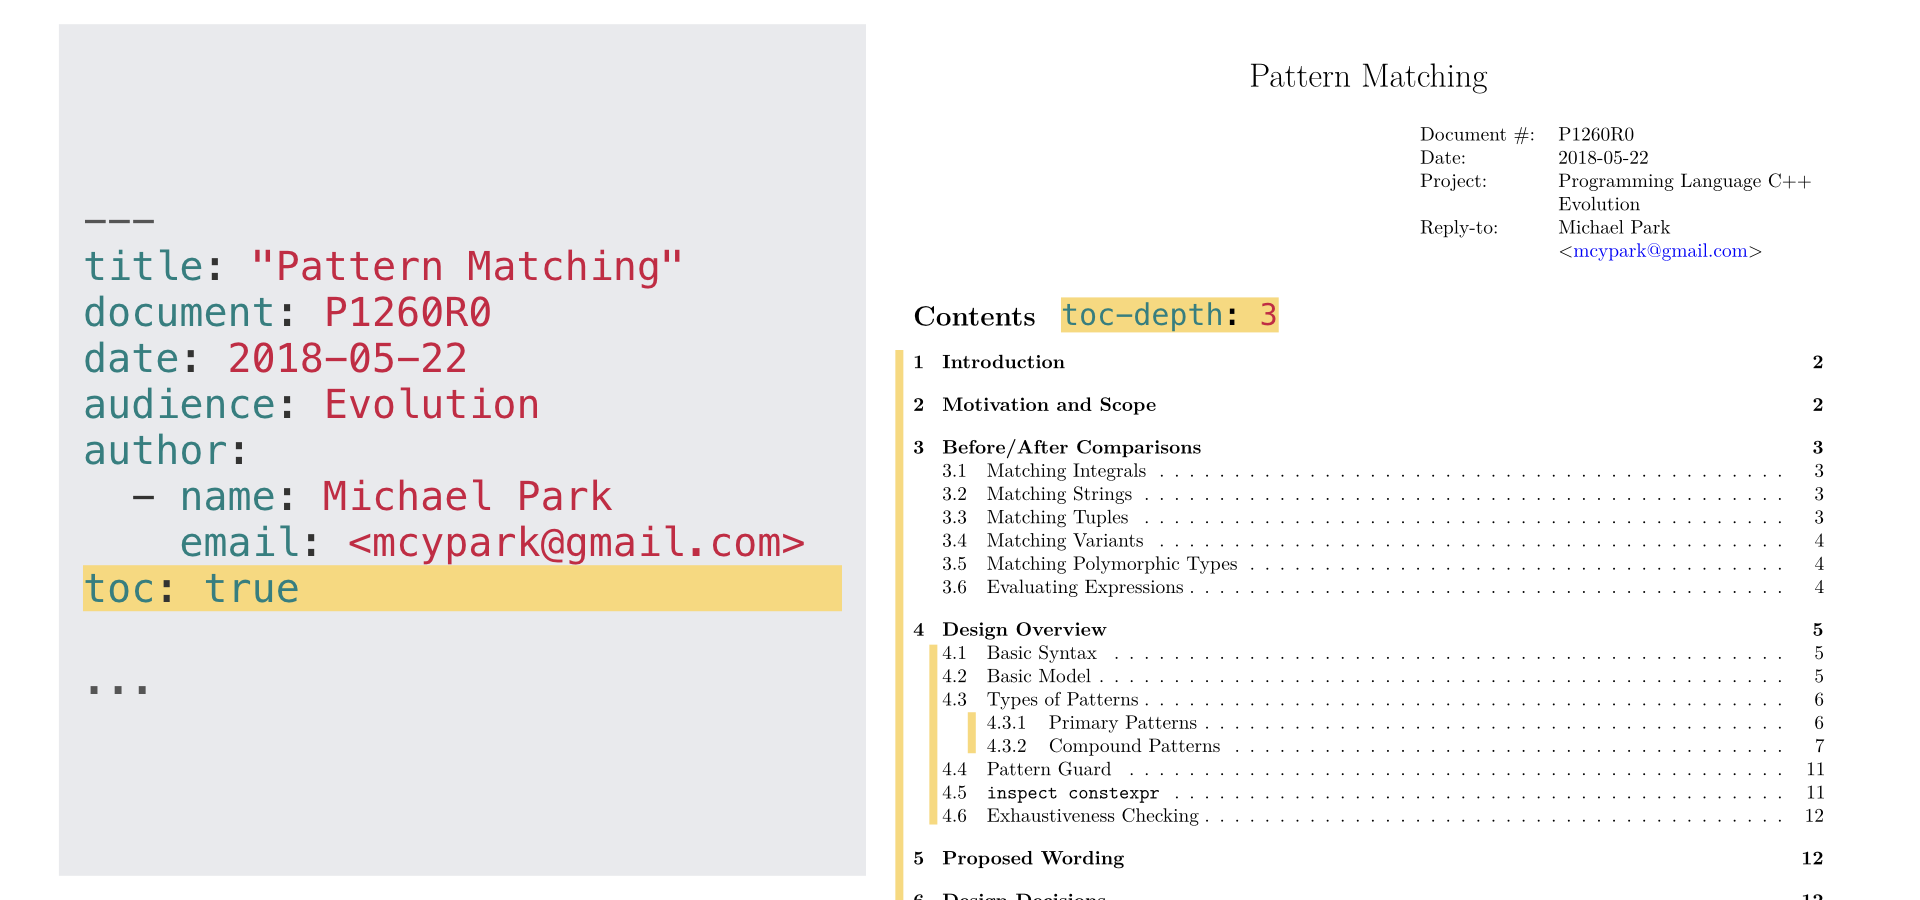 ---
title: "Pattern Matching"
document: P1260R0
date: 2018-05-22
audience: Evolution
author:
  - name: Michael Park
    email: <mcypark@gmail.com>
toc: true
...
Pattern Matching
Document #: P1260R0
Date: 2018-05-22
Project: Programming Language C++
Evolution
Reply-to: Michael Park
<mcypark@gmail.com>
Contents toc-depth: 3
1 Introduction 2
2 Motivation and Scope 2
3 Before/After Comparisons 3
3.1 Matching Integrals . . . . . . . . . . . . . . . . . . . . . . . . . . . . . . . . . . . . . . . . . . 3
3.2 Matching Strings . . . . . . . . . . . . . . . . . . . . . . . . . . . . . . . . . . . . . . . . . . . 3
3.3 Matching Tuples . . . . . . . . . . . . . . . . . . . . . . . . . . . . . . . . . . . . . . . . . . . 3
3.4 Matching Variants . . . . . . . . . . . . . . . . . . . . . . . . . . . . . . . . . . . . . . . . . . 4
3.5 Matching Polymorphic Types . . . . . . . . . . . . . . . . . . . . . . . . . . . . . . . . . . . . 4
3.6 Evaluating Expressions . . . . . . . . . . . . . . . . . . . . . . . . . . . . . . . . . . . . . . . . 4
4 Design Overview 5
4.1 Basic Syntax . . . . . . . . . . . . . . . . . . . . . . . . . . . . . . . . . . . . . . . . . . . . . 5
4.2 Basic Model . . . . . . . . . . . . . . . . . . . . . . . . . . . . . . . . . . . . . . . . . . . . . . 5
4.3 Types of Patterns . . . . . . . . . . . . . . . . . . . . . . . . . . . . . . . . . . . . . . . . . . . 6
4.3.1 Primary Patterns . . . . . . . . . . . . . . . . . . . . . . . . . . . . . . . . . . . . . . . 6
4.3.2 Compound Patterns . . . . . . . . . . . . . . . . . . . . . . . . . . . . . . . . . . . . . 7
4.4 Pattern Guard . . . . . . . . . . . . . . . . . . . . . . . . . . . . . . . . . . . . . . . . . . . . 11
4.5 inspect constexpr . . . . . . . . . . . . . . . . . . . . . . . . . . . . . . . . . . . . . . . . . 11
4.6 Exhaustiveness Checking . . . . . . . . . . . . . . . . . . . . . . . . . . . . . . . . . . . . . . . 12
5 Proposed Wording 12
6 Design Decisions 12